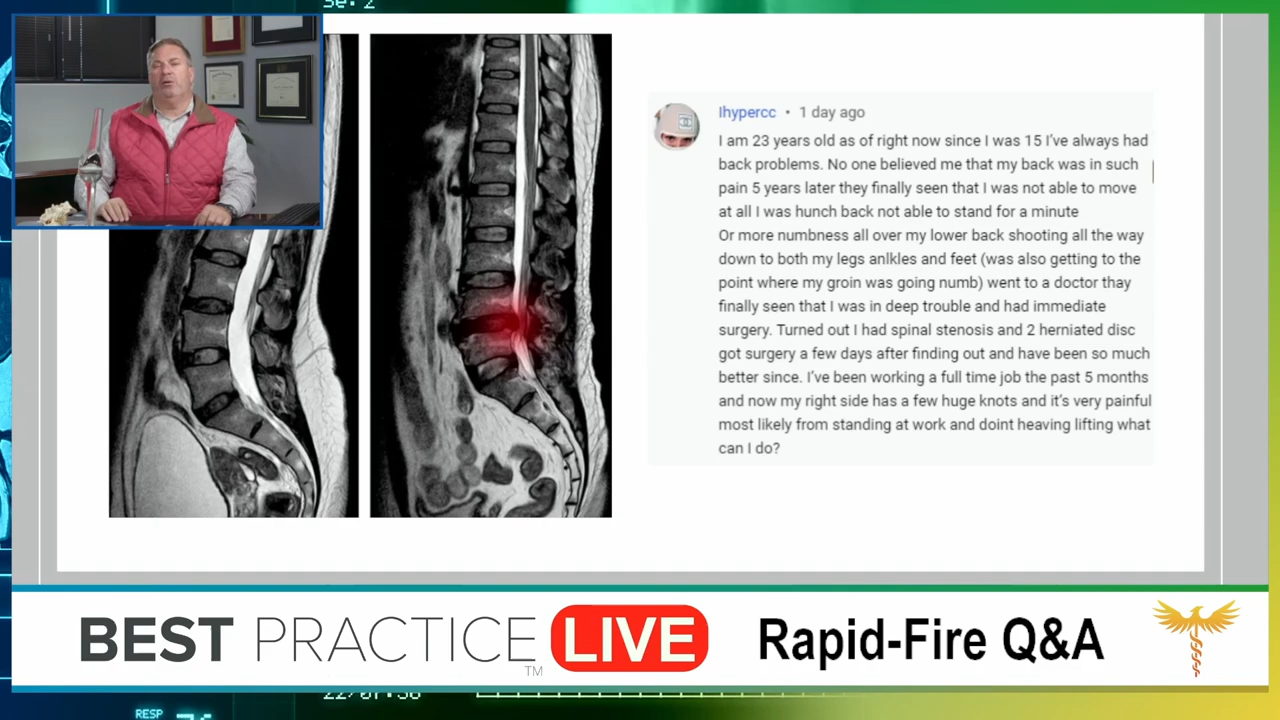 Ihypercc • 1 day ago
I am 23 years old as of right now since I was 15 I've always had
back problems. No one believed me that my back was in such
pain 5 years later they finally seen that I was not able to move
at all I was hunch back not able to stand for a minute
Or more numbness all over my lower back shooting all the way
down to both my legs anlkles and feet (was also getting to the
point where my groin was going numb) went to a doctor thay
finally seen that I was in deep trouble and had immediate
surgery. Turned out I had spinal stenosis and 2 herniated disc
got surgery a few days after finding out and have been so much
better since. I've been working a full time job the past 5 months
and now my right side has a few huge knots and it's very painful
most likely from standing at work and doint heaving lifting what
can I do?
BEST PRACTICE LIVE
TM
Rapid-Fire Q&A
RESP